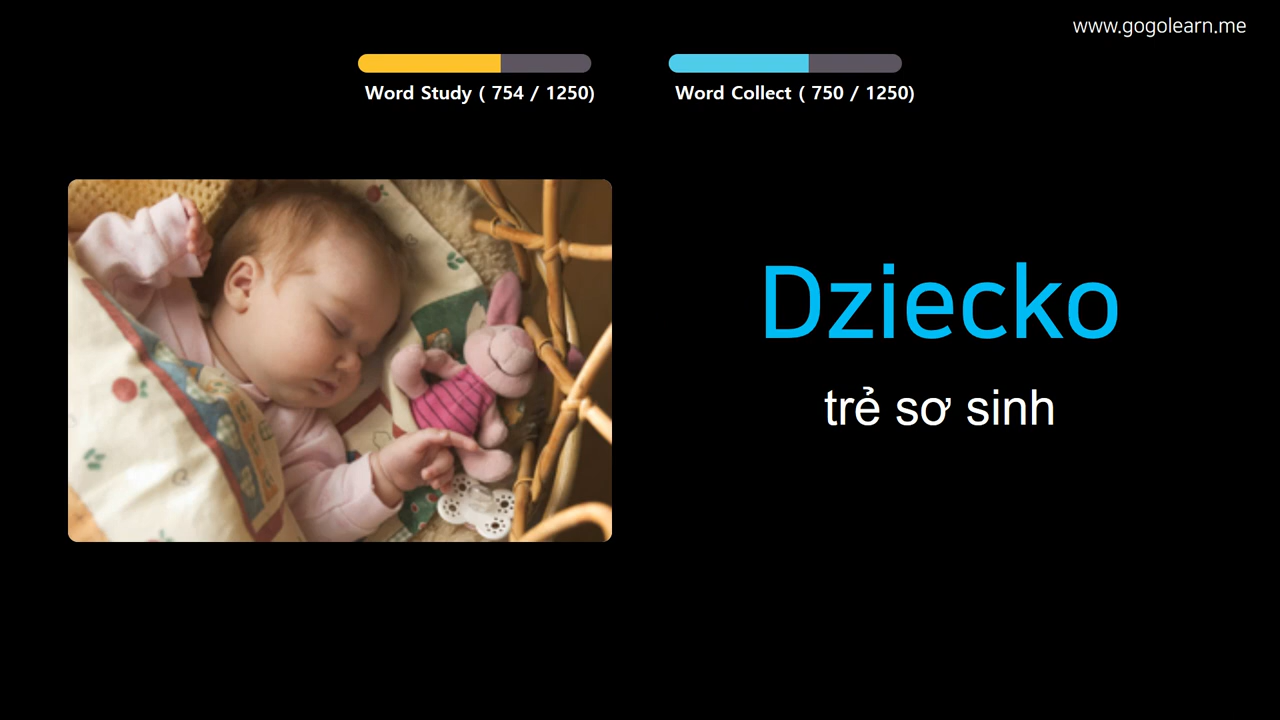 www.gogolearn.me
Word Study ( 754 / 1250)
Word Collect ( 750 / 1250)
Dziecko
trẻ sơ sinh